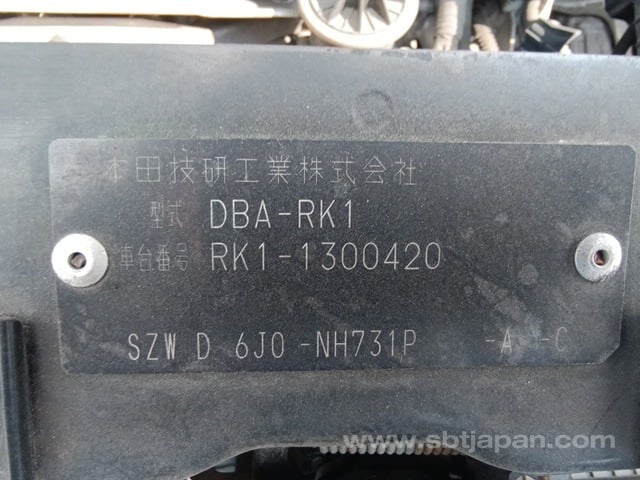 本田技研工業株式会社
型式 DBA-RK1
車台番号 RK1-1300420
SZW D 6J0 -NH731P -A -C
www.sbtjapan.com